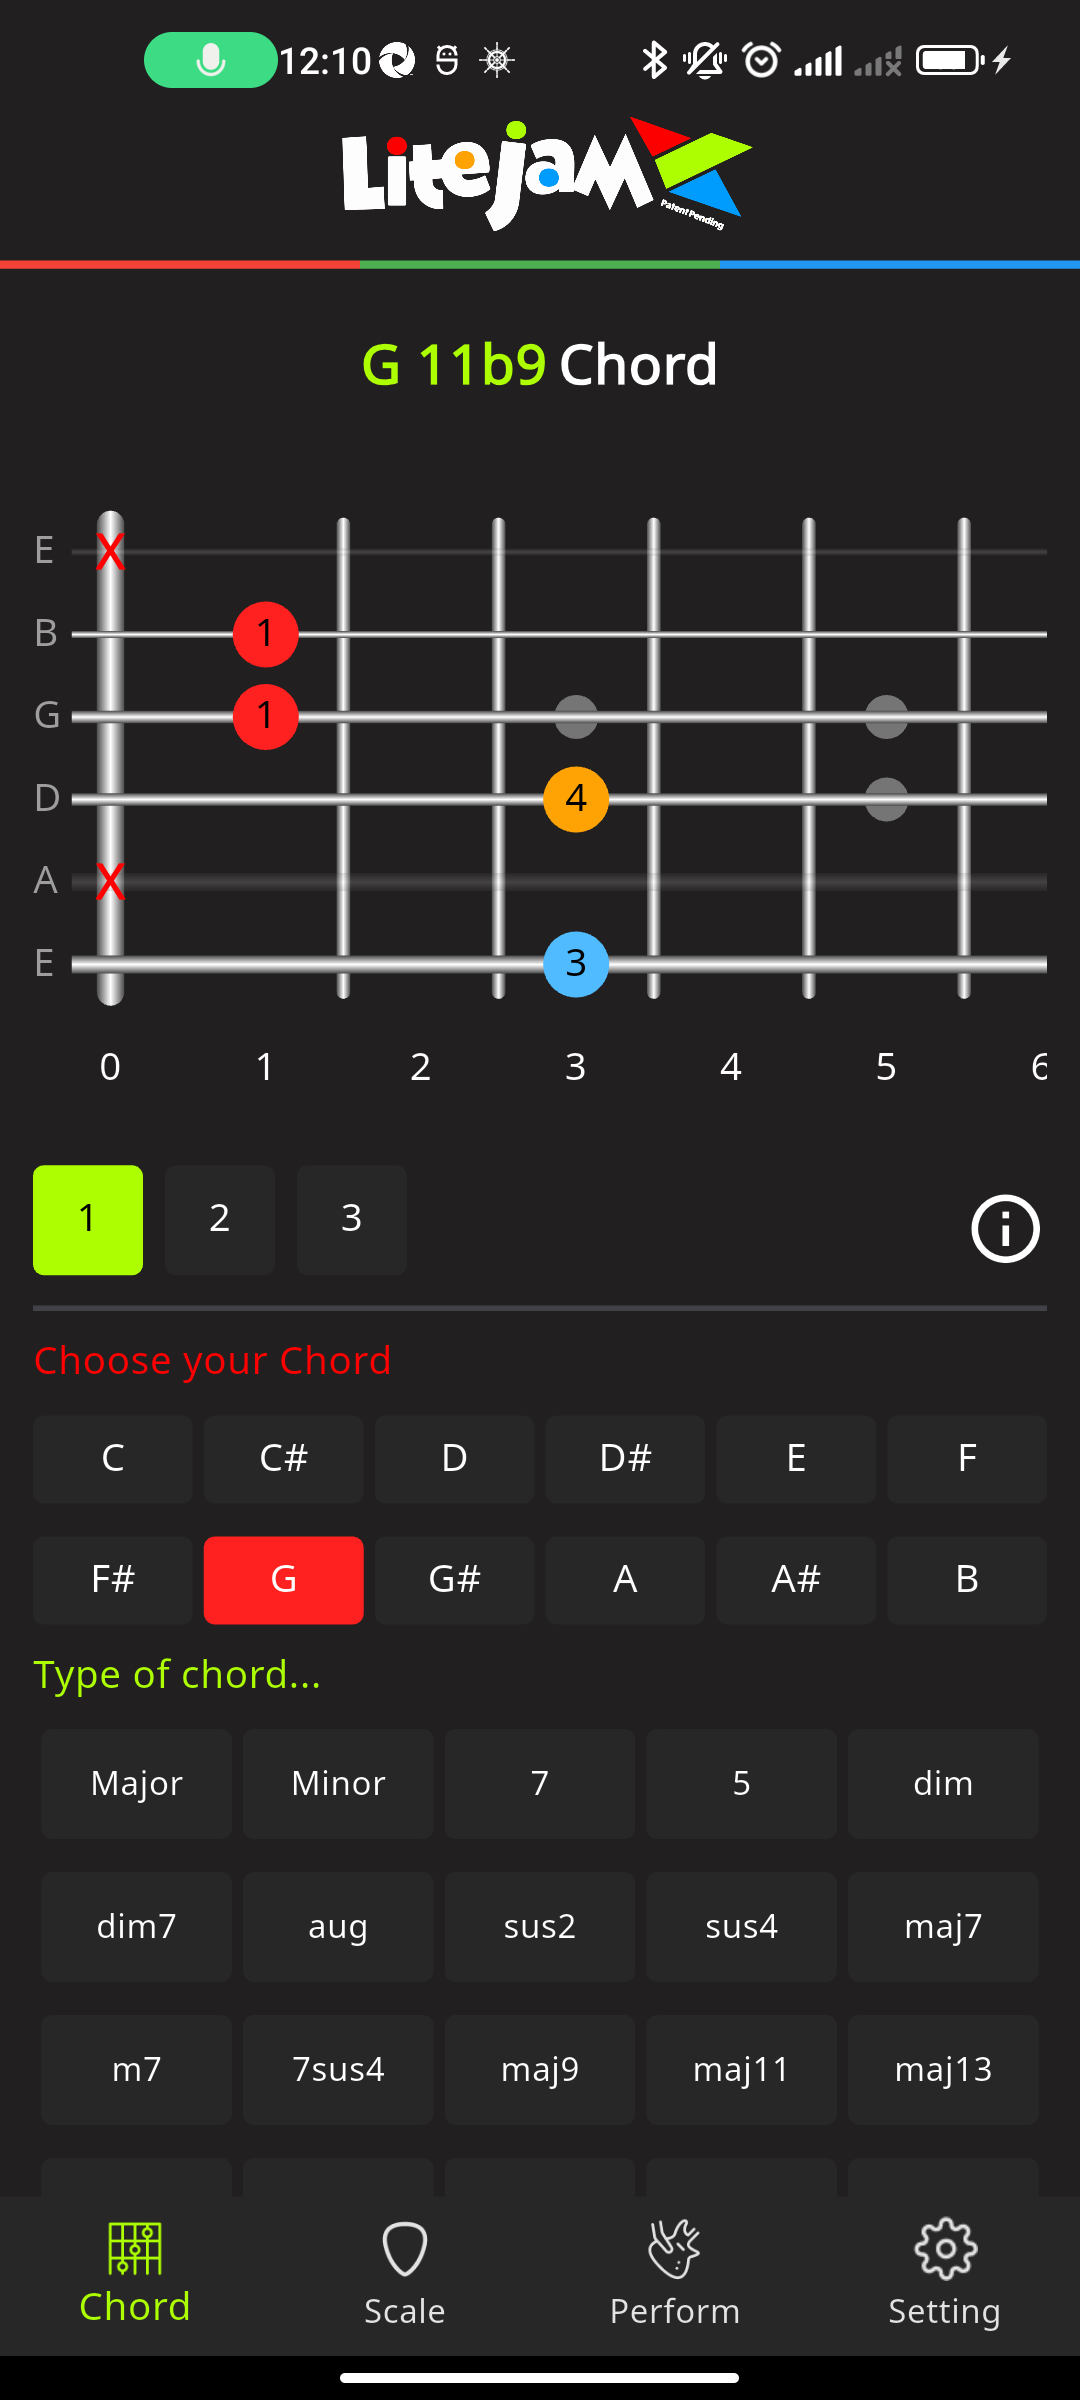 12:10
Litejam
Patent Pending
G 11b9 Chord
E X
B 1
G 1
D 4
A X
E 3
0 1 2 3 4 5 6
1 2 3
Choose your Chord
C C# D D# E F
F# G G# A A# B
Type of chord...
Major Minor 7 5 dim
dim7 aug sus2 sus4 maj7
m7 7sus4 maj9 maj11 maj13
Chord Scale Perform Setting